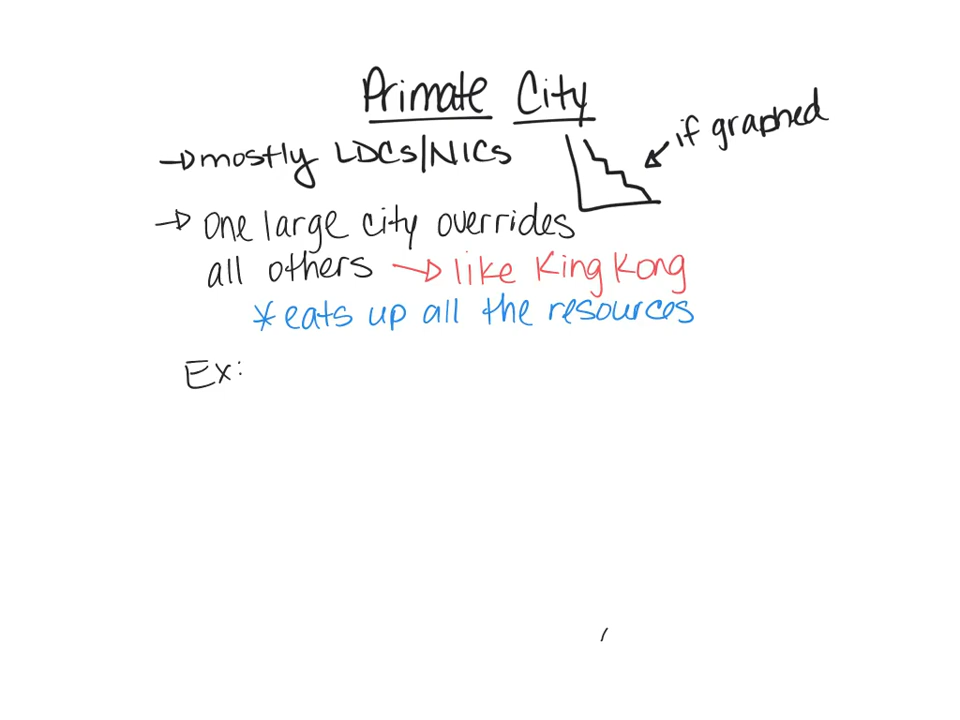 Primate City
if graphed
→ mostly LDCs/NICs
→ one large city overrides
all others → like King Kong
* eats up all the resources
Ex: